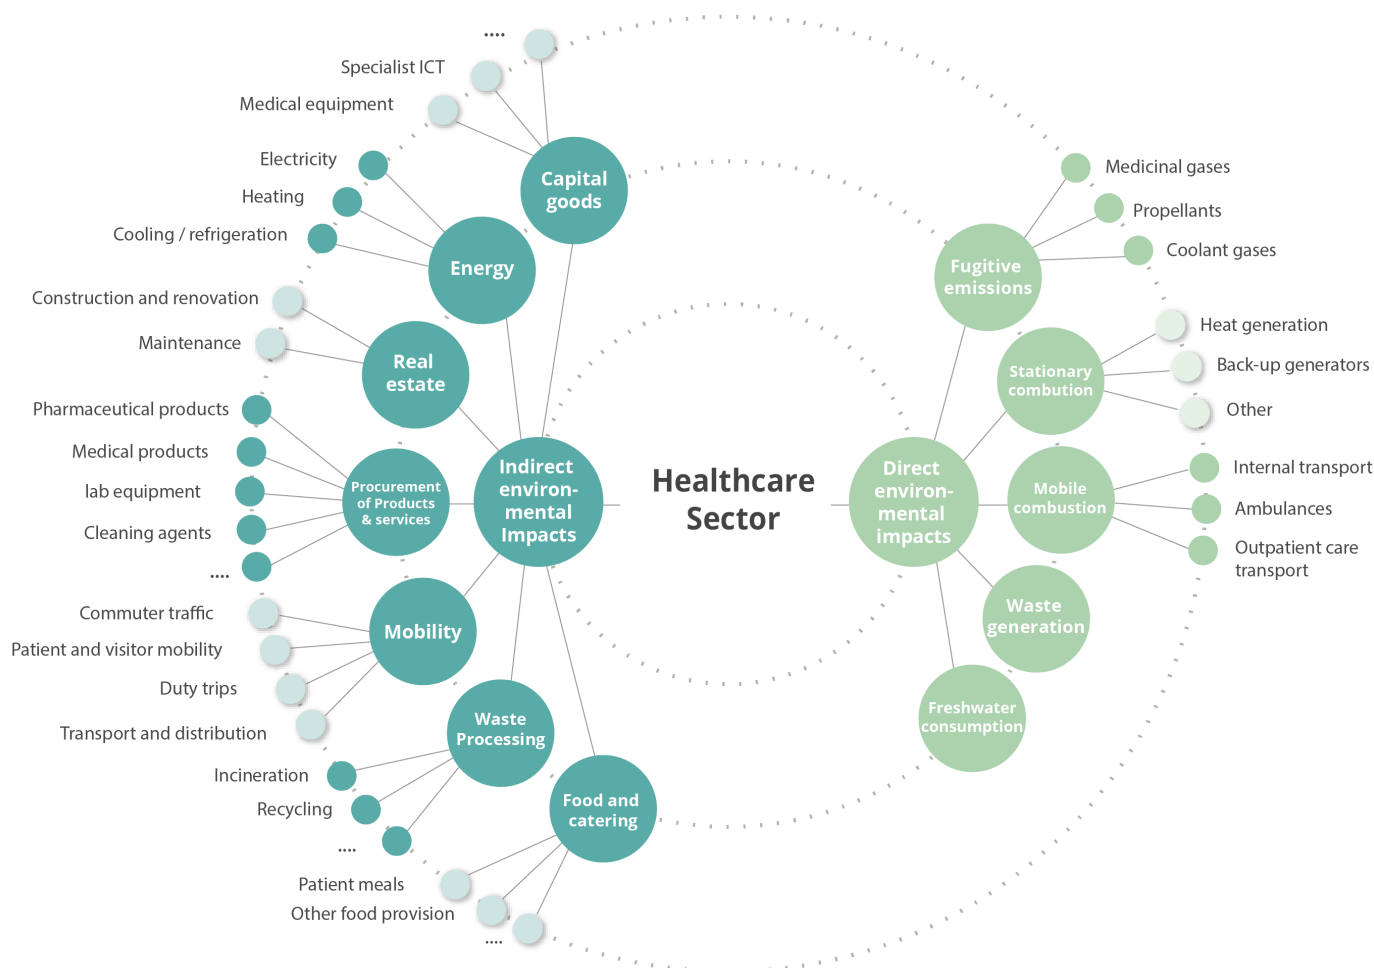 ....
Specialist ICT
Medical equipment
Capital
goods
Electricity
Heating
Cooling / refrigeration
Energy
Construction and renovation
Maintenance
Real
estate
Pharmaceutical products
Medical products
lab equipment
Cleaning agents
....
Procurement
of Products
& services
Commuter traffic
Patient and visitor mobility
Duty trips
Transport and distribution
Mobility
Incineration
Recycling
....
Waste
Processing
Patient meals
Other food provision
....
Food and
catering
Indirect
environ-
mental
Impacts
Healthcare
Sector
Direct
environ-
mental
impacts
Fugitive
emissions
Medicinal gases
Propellants
Coolant gases
Stationary
combution
Heat generation
Back-up generators
Other
Mobile
combustion
Internal transport
Ambulances
Outpatient care
transport
Waste
generation
Freshwater
consumption